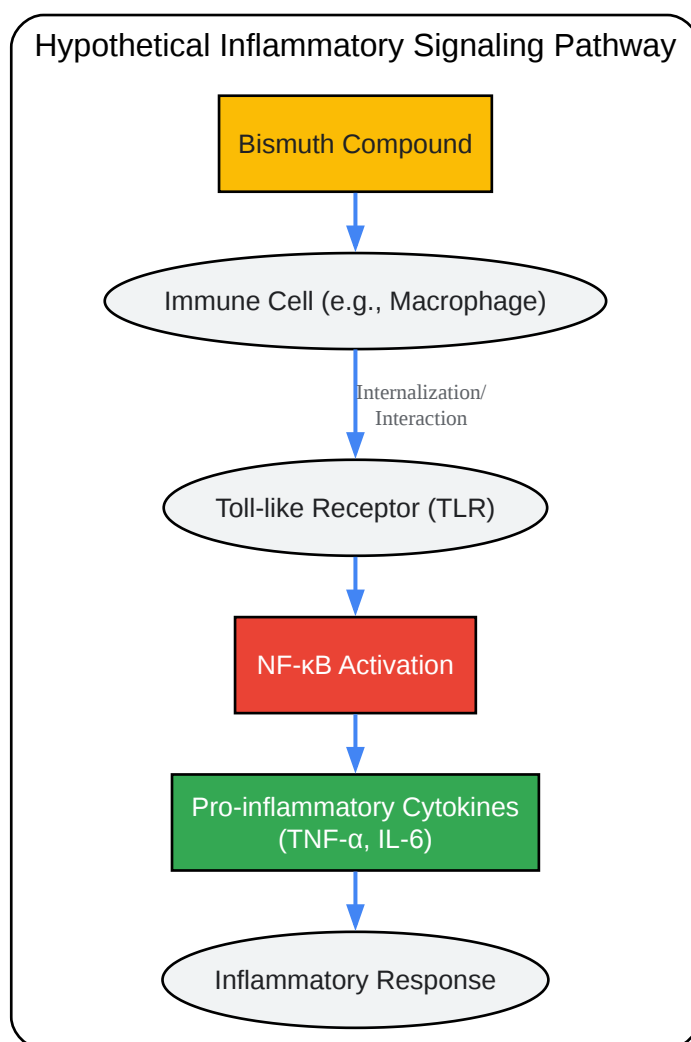 Hypothetical Inflammatory Signaling Pathway
Bismuth Compound
Immune Cell (e.g., Macrophage)
Internalization/
Interaction
Toll-like Receptor (TLR)
NF-κB Activation
Pro-inflammatory Cytokines
(TNF-α, IL-6)
Inflammatory Response